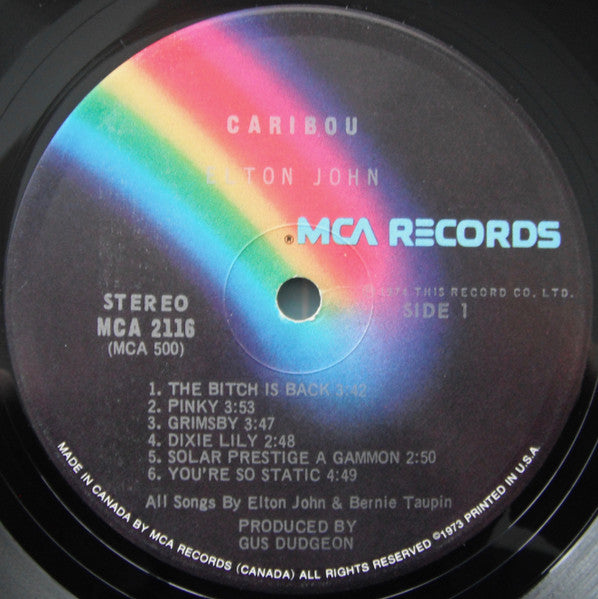 CARIBOU
ELTON JOHN
® MCA RECORDS
℗ 1974 THIS RECORD CO. LTD.
STEREO
MCA 2116
(MCA 500)
SIDE 1
1. THE BITCH IS BACK 3:42
2. PINKY 3:53
3. GRIMSBY 3:47
4. DIXIE LILY 2:48
5. SOLAR PRESTIGE A GAMMON 2:50
6. YOU'RE SO STATIC 4:49
All Songs By Elton John & Bernie Taupin
PRODUCED BY
GUS DUDGEON
MADE IN CANADA BY MCA RECORDS (CANADA) ALL RIGHTS RESERVED ©1973 PRINTED IN U.S.A.